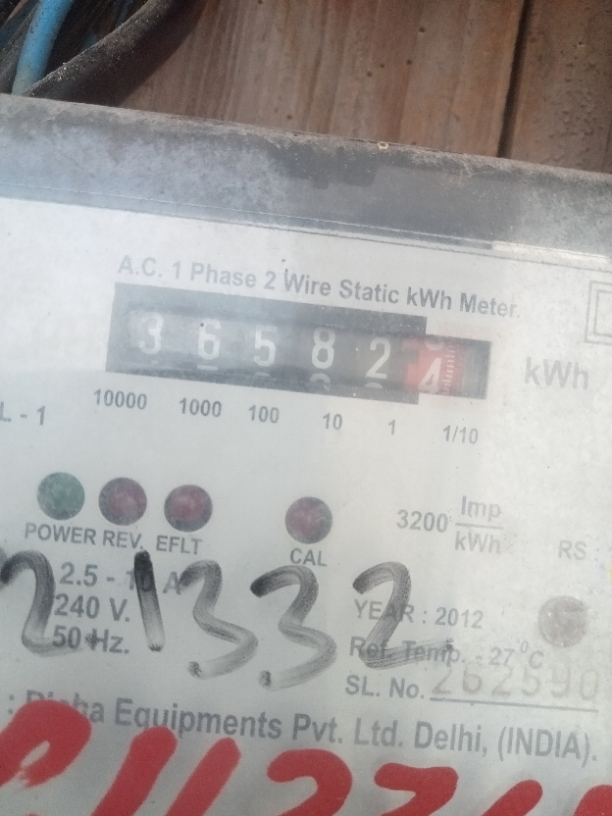 A.C. 1 Phase 2 Wire Static kWh Meter.
3 6 5 8 2 4 kWh
10000 1000 100 10 1 1/10
L - 1
POWER REV. EFLT CAL
3200 Imp/kWh
RS
2.5 - 10 A
240 V.
50 Hz.
21332
YEAR : 2012
Ref. Temp. - 27°C
SL. No. 262590
Equipments Pvt. Ltd. Delhi, (INDIA).